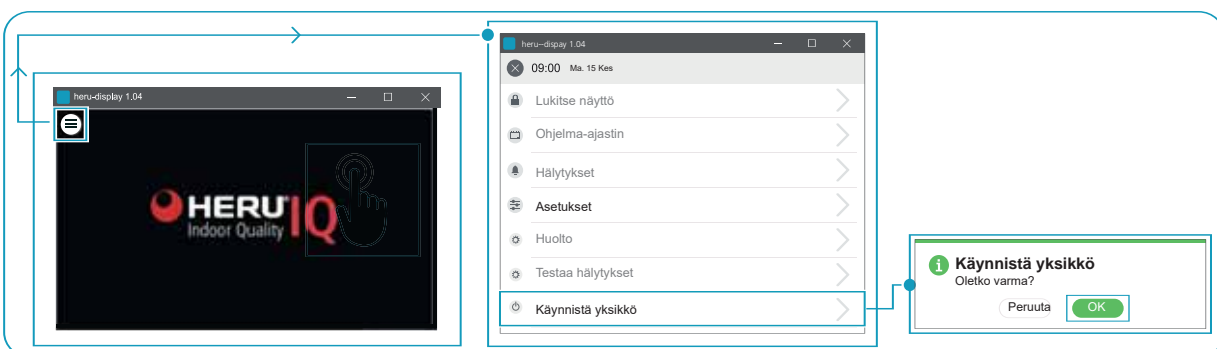 heru-display 1.04
HERU IQ
Indoor Quality
heru–dispay 1.04
09:00 Ma. 15 Kes
Lukitse näyttö
Ohjelma-ajastin
Hälytykset
Asetukset
Huolto
Testaa hälytykset
Käynnistä yksikkö
Käynnistä yksikkö
Oletko varma?
Peruuta OK